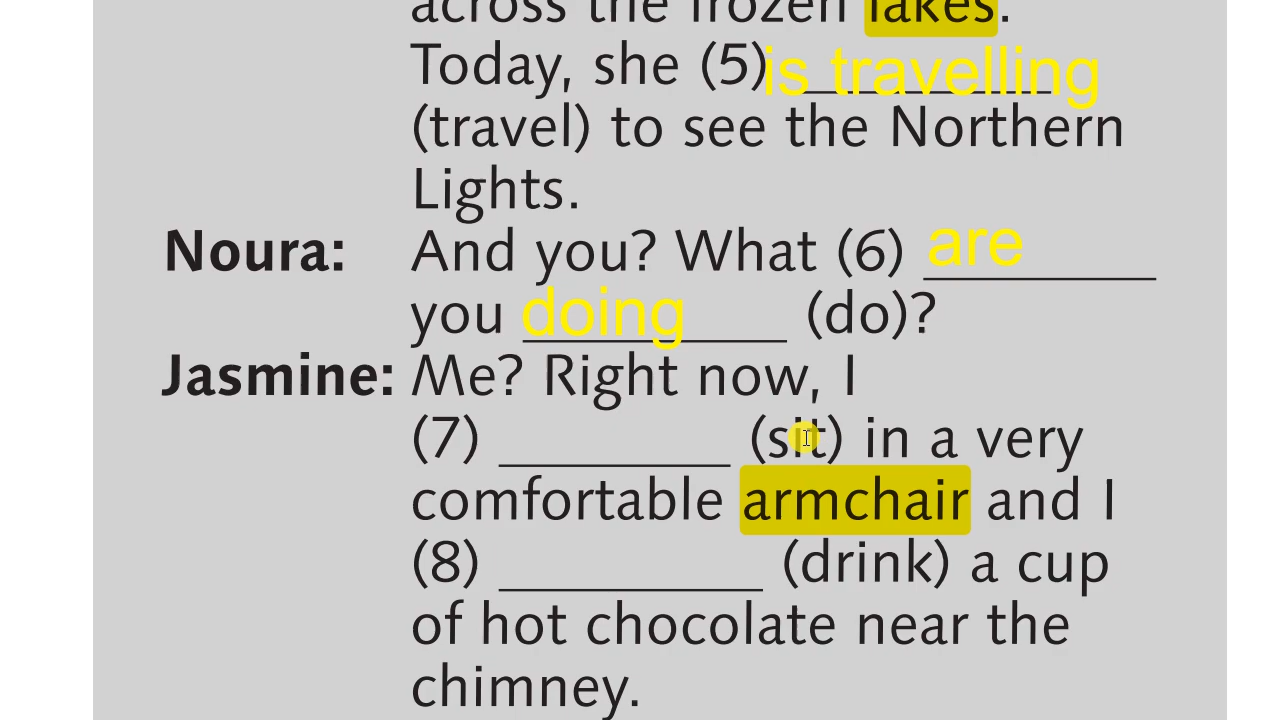 across the frozen lakes.
Today, she (5) is travelling
(travel) to see the Northern
Lights.
Noura: And you? What (6) are
you doing (do)?
Jasmine: Me? Right now, I
(7) __________ (sit) in a very
comfortable armchair and I
(8) ___________ (drink) a cup
of hot chocolate near the
chimney.